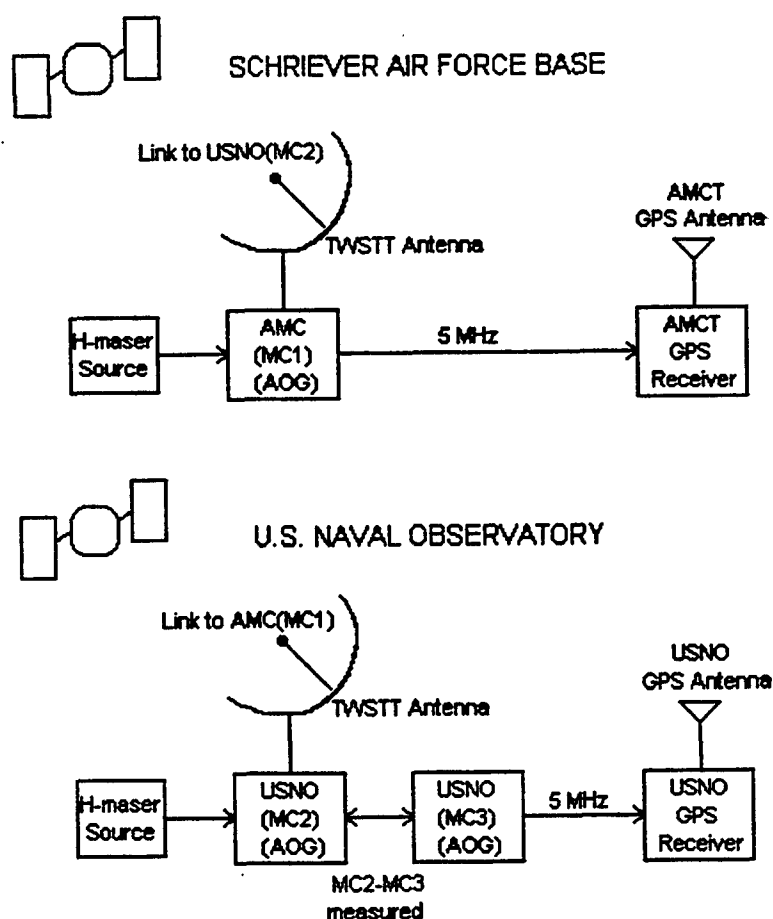 SCHRIEVER AIR FORCE BASE
Link to USNO(MC2)
TWSTT Antenna
AMCT
GPS Antenna
H-maser
Source
AMC
(MC1)
(AOG)
5 MHz
AMCT
GPS
Receiver
U.S. NAVAL OBSERVATORY
Link to AMC(MC1)
TWSTT Antenna
USNO
GPS Antenna
H-maser
Source
USNO
(MC2)
(AOG)
USNO
(MC3)
(AOG)
5 MHz
USNO
GPS
Receiver
MC2-MC3
measured